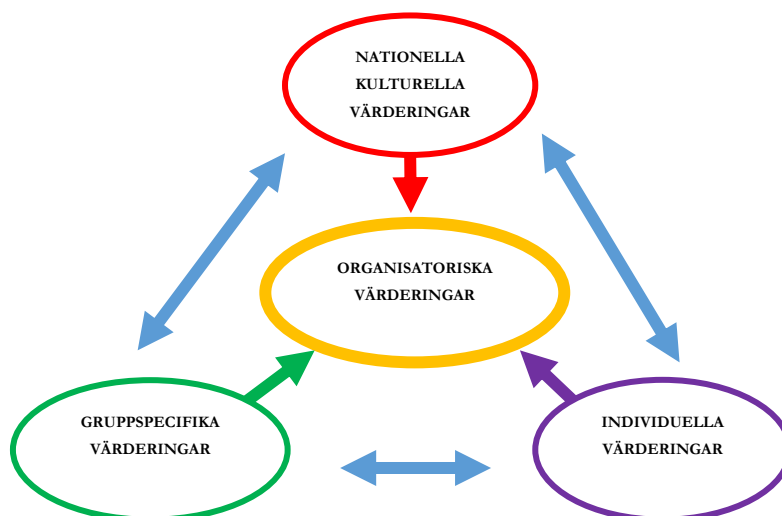 NATIONELLA
KULTURELLA
VÄRDERINGAR
ORGANISATORISKA
VÄRDERINGAR
GRUPPSPECIFIKA
VÄRDERINGAR
INDIVIDUELLA
VÄRDERINGAR